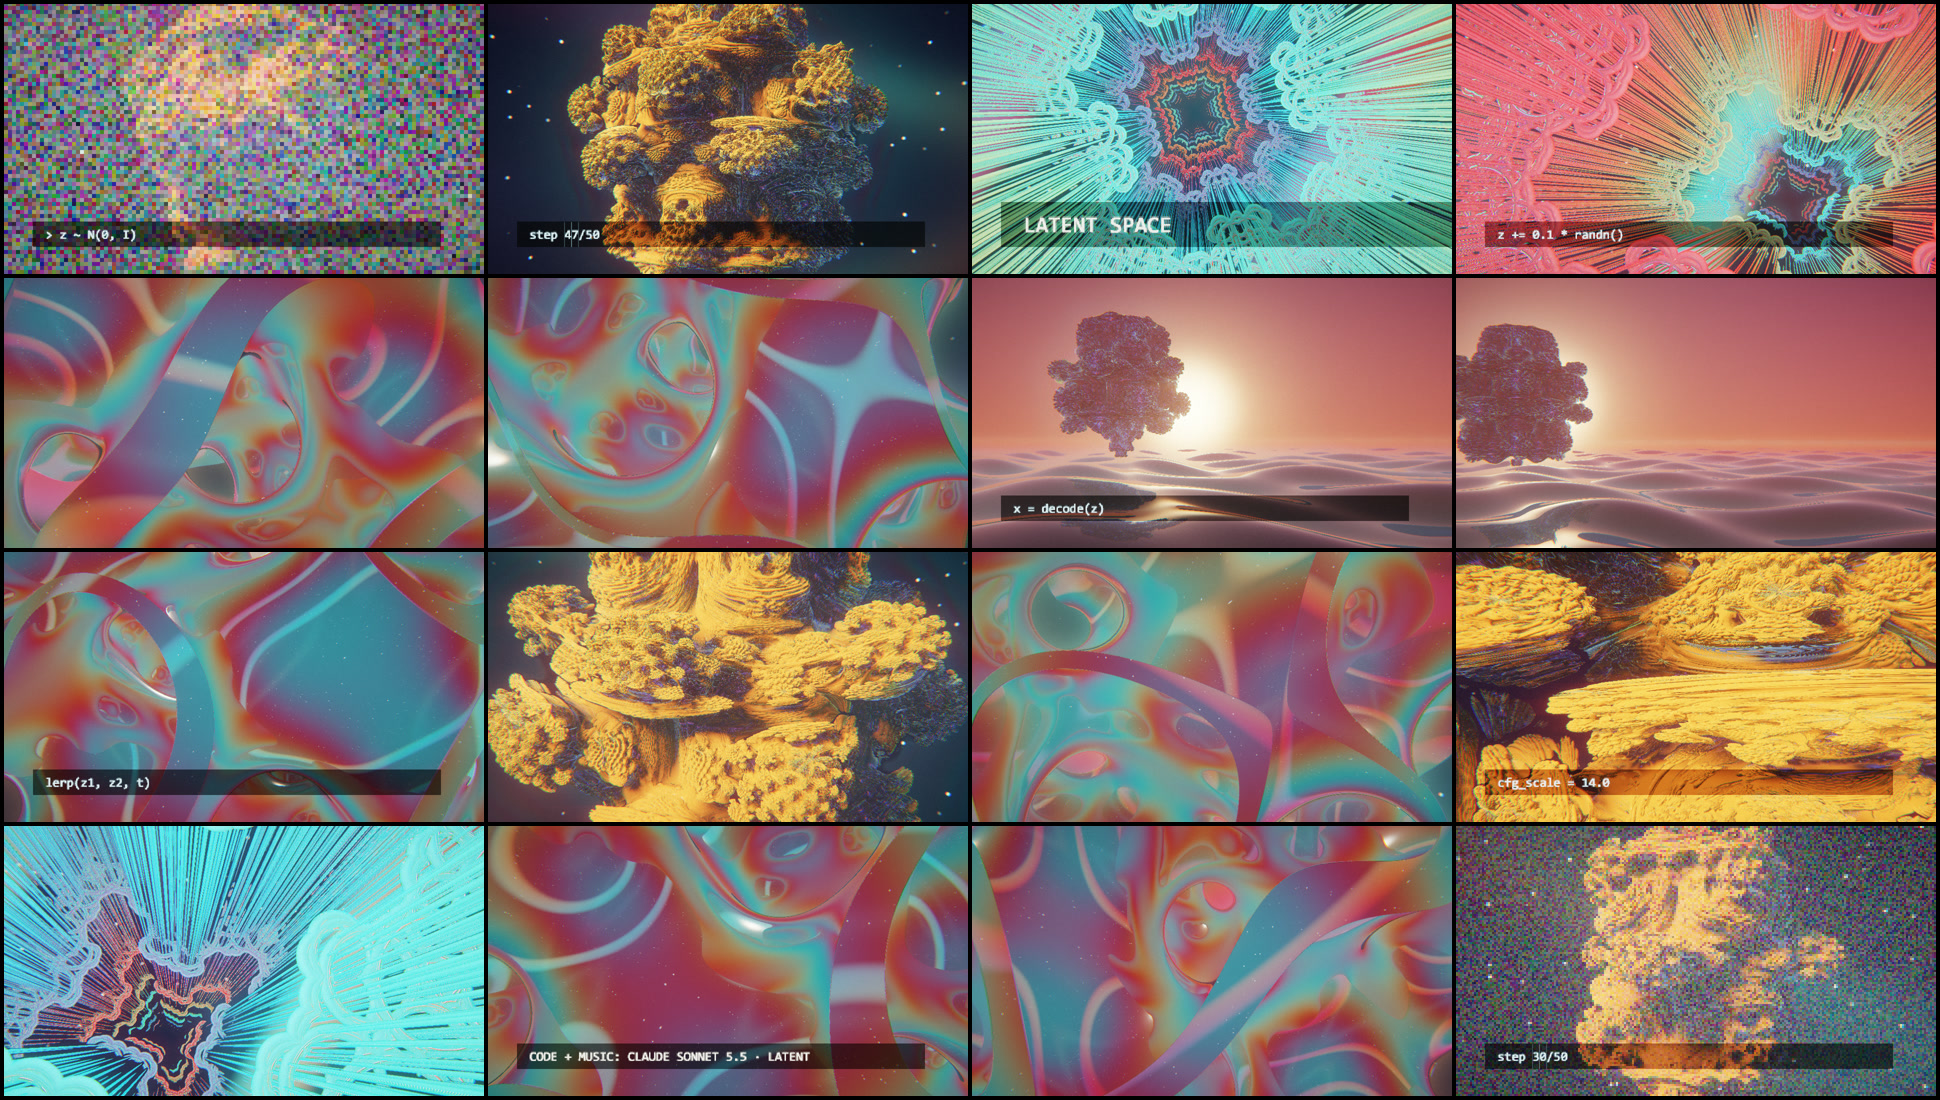 > z ~ N(0, I)
step 47/50
LATENT SPACE
z += 0.1 * randn()
x = decode(z)
lerp(z1, z2, t)
cfg_scale = 14.0
CODE + MUSIC: CLAUDE SONNET 5.5 · LATENT
step 30/50